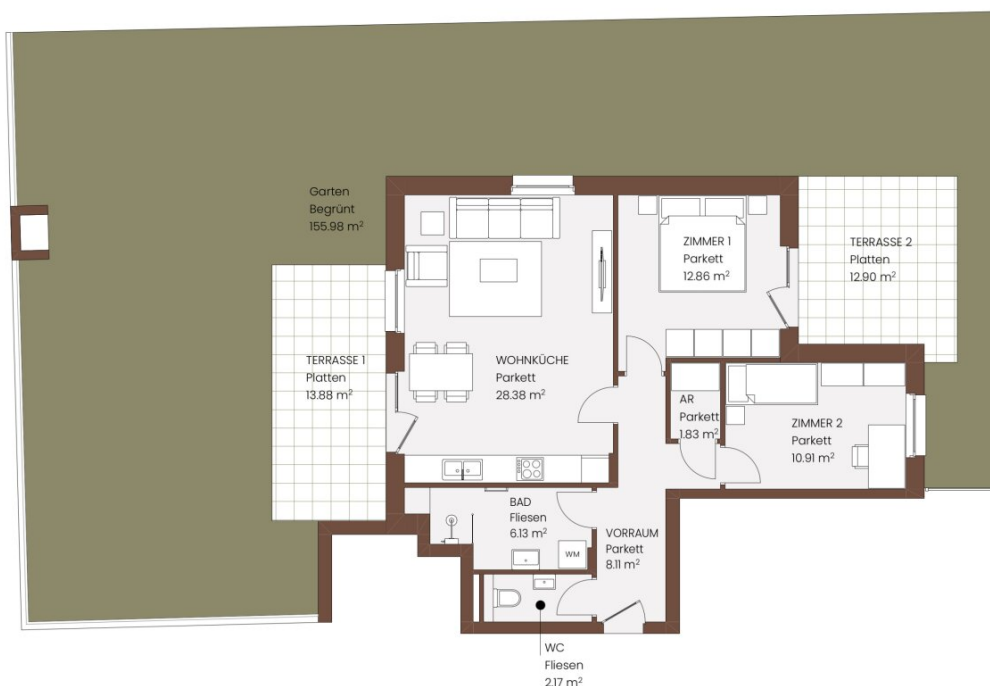 Garten
Begrünt
155.98 m²
ZIMMER 1
Parkett
12.86 m²
TERRASSE 2
Platten
12.90 m²
TERRASSE 1
Platten
13.88 m²
WOHNKÜCHE
Parkett
28.38 m²
AR
Parkett
1.83 m²
ZIMMER 2
Parkett
10.91 m²
BAD
Fliesen
6.13 m²
WM
VORRAUM
Parkett
8.11 m²
WC
Fliesen
2.17 m²